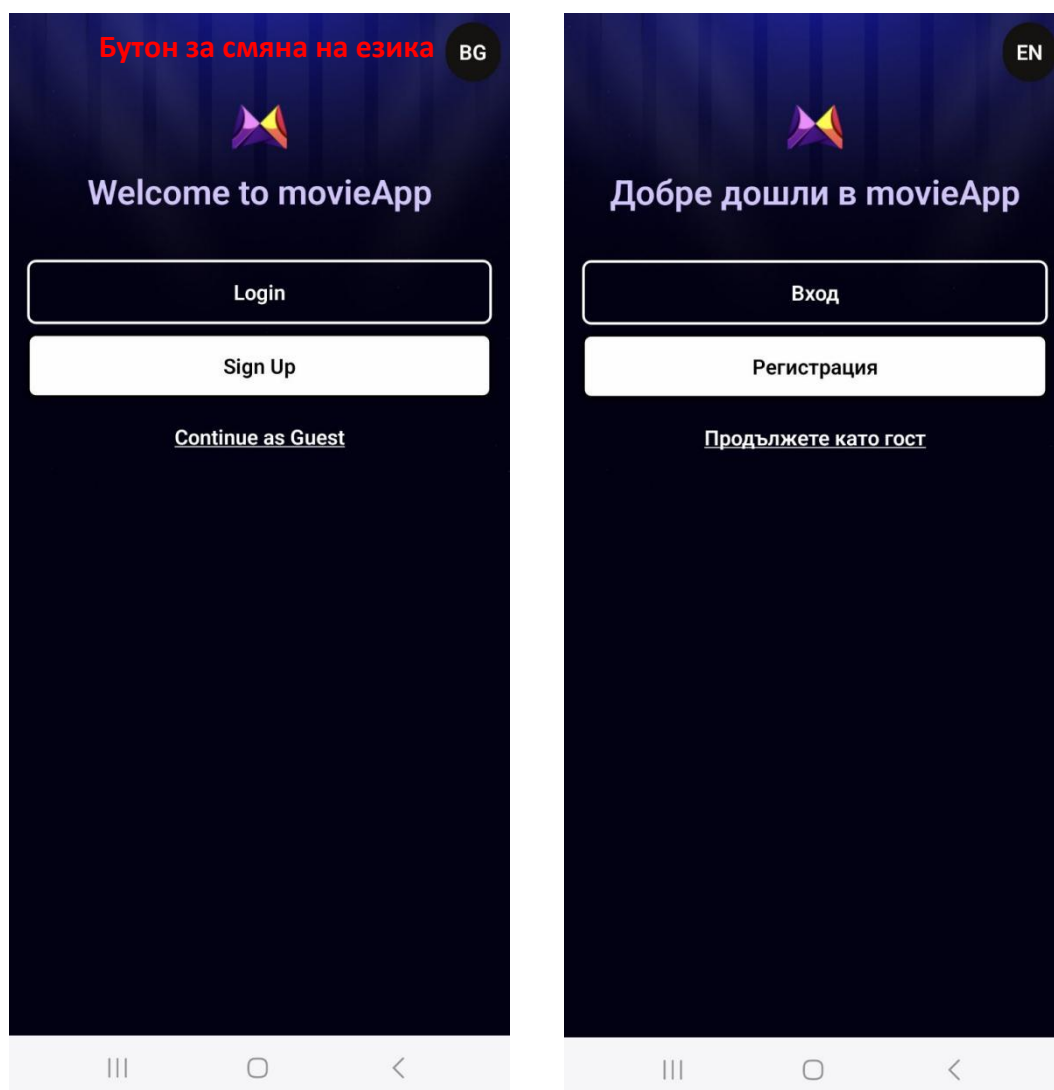 Бутон за смяна на езика
BG
Welcome to movieApp
Login
Sign Up
Continue as Guest
EN
Добре дошли в movieApp
Вход
Регистрация
Продължете като гост